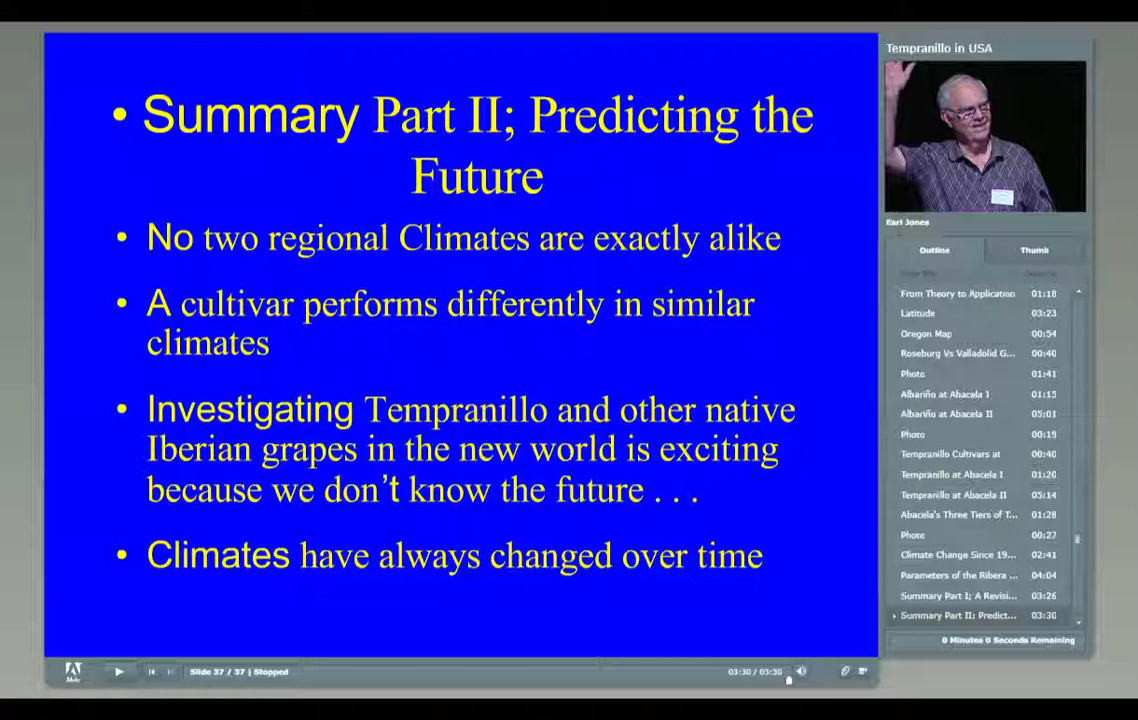 Tempranillo in USA
• Summary Part II; Predicting the
Future
• No two regional Climates are exactly alike
• A cultivar performs differently in similar
climates
• Investigating Tempranillo and other native
Iberian grapes in the new world is exciting
because we don't know the future . . .
• Climates have always changed over time
Earl Jones
Outline Thumb
From Theory to Application 01:18
Latitude 03:23
Oregon Map 00:54
Roseburg Vs Valladolid G... 00:40
Photo 01:41
Albariño at Abacela I 01:15
Albariño at Abacela II 05:01
Photo 00:19
Tempranillo Cultivars at 00:40
Tempranillo at Abacela I 01:20
Tempranillo at Abacela II 05:14
Abacela's Three Tiers of T... 01:28
Photo 00:27
Climate Change Since 19... 02:41
Parameters of the Ribera ... 04:04
Summary Part I; A Revisi... 03:26
Summary Part II; Predict... 03:30
0 Minutes 0 Seconds Remaining
Slide 37 / 37 | Stopped
03:30 / 03:30